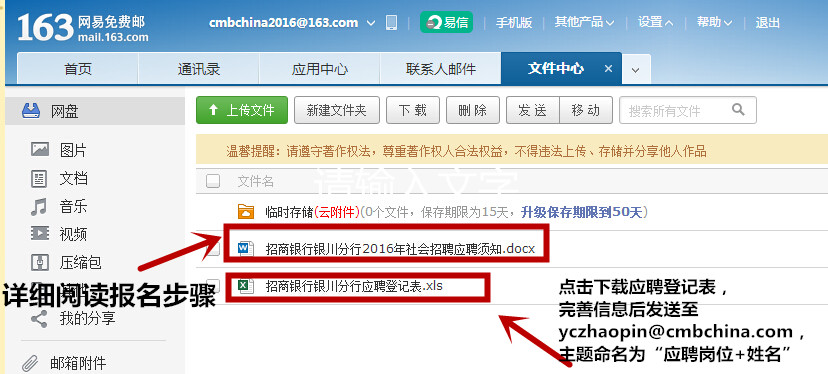 163 网易免费邮
mail.163.com
cmbchina2016@163.com
易信
手机版
其他产品
设置
帮助
退出
首页
通讯录
应用中心
联系人邮件
文件中心 ×
网盘
上传文件
新建文件夹
下载
删除
发送
移动
搜索所有文件
图片
温馨提醒：请遵守著作权法，尊重著作权人合法权益，不得违法上传、存储并分享他人作品
文档
文件名
请输入文字
音乐
临时存储(云附件)(0个文件，保存期限为15天，升级保存期限到50天)
视频
招商银行银川分行2016年社会招聘应聘须知.docx
压缩包
详细阅读报名步骤
招商银行银川分行应聘登记表.xls
我的分享
点击下载应聘登记表，
完善信息后发送至
yczhaopin@cmbchina.com，
主题命名为“应聘岗位+姓名”
邮箱附件